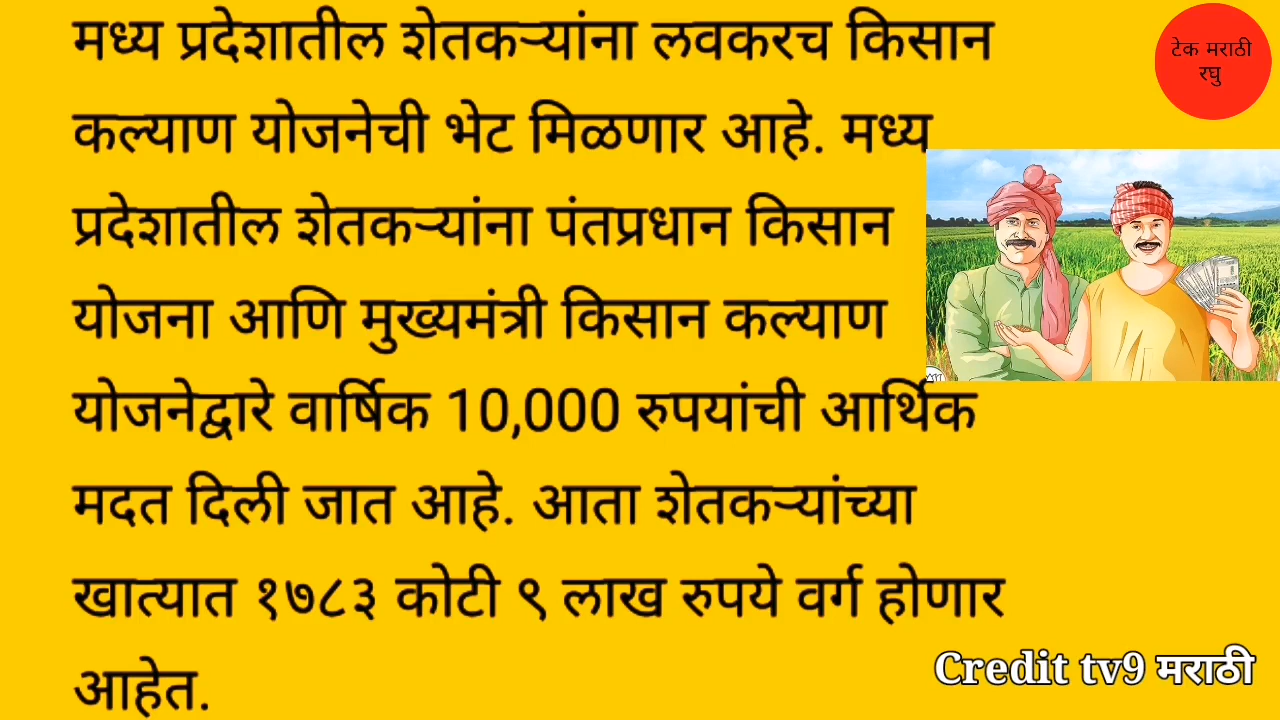 मध्य प्रदेशातील शेतकऱ्यांना लवकरच किसान
कल्याण योजनेची भेट मिळणार आहे. मध्य
प्रदेशातील शेतकऱ्यांना पंतप्रधान किसान
योजना आणि मुख्यमंत्री किसान कल्याण
योजनेद्वारे वार्षिक 10,000 रुपयांची आर्थिक
मदत दिली जात आहे. आता शेतकऱ्यांच्या
खात्यात १७८३ कोटी ९ लाख रुपये वर्ग होणार
आहेत.
टेक मराठी
रघु
Credit tv9 मराठी